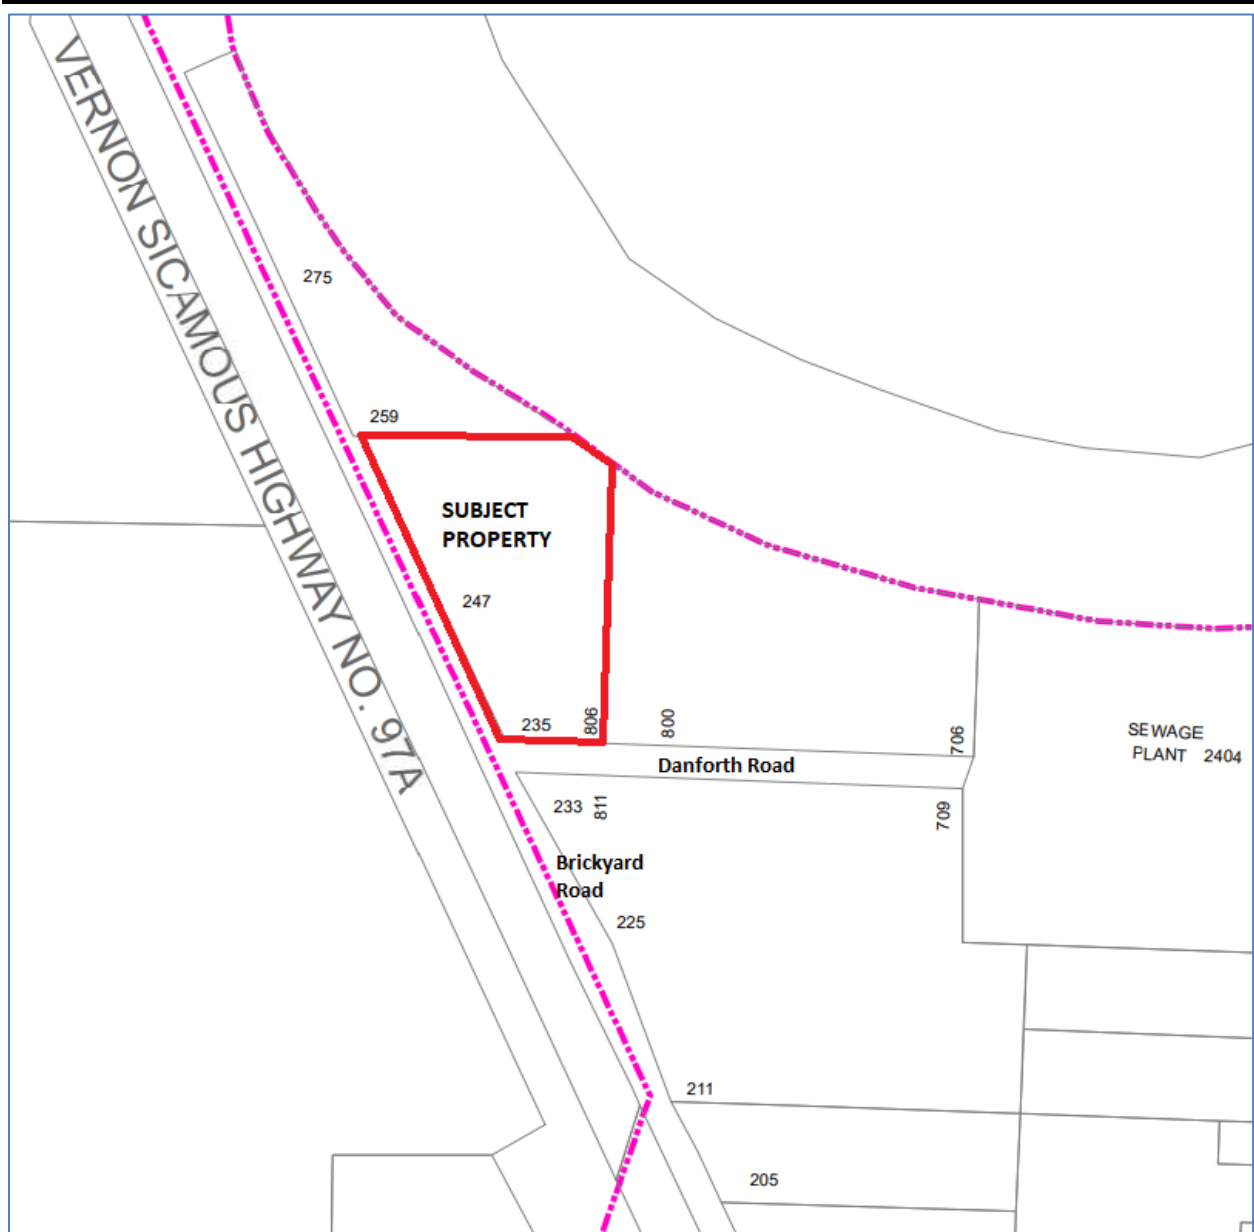 VERNON SICAMOUS HIGHWAY NO. 97A
275
259
SUBJECT
PROPERTY
247
235
806
800
706
SEWAGE
PLANT 2404
Danforth Road
233
811
709
Brickyard
Road
225
211
205